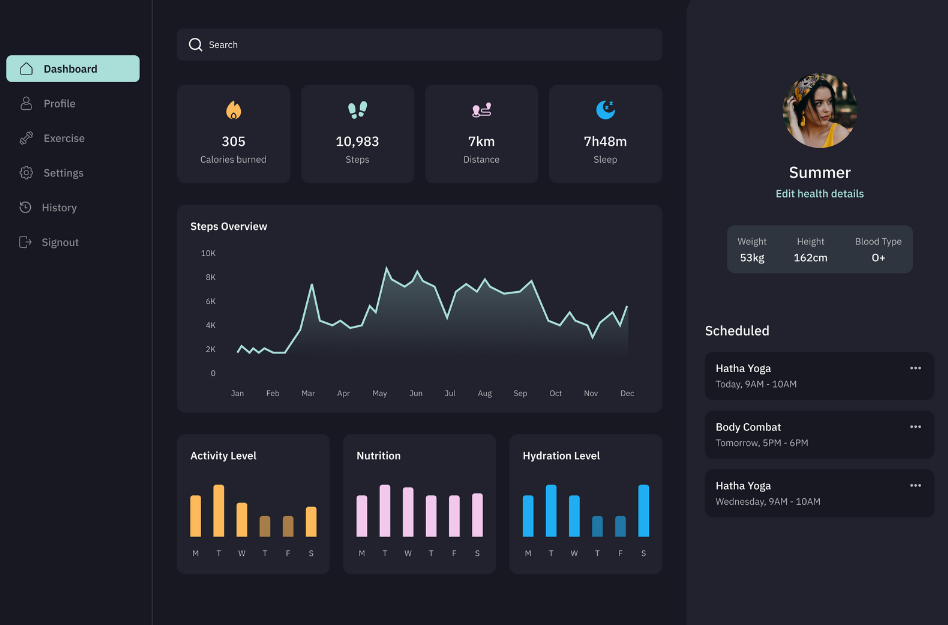 Dashboard
Profile
Exercise
Settings
History
Signout
Search
305
Calories burned
10,983
Steps
7km
Distance
7h48m
Sleep
Steps Overview
10K
8K
6K
4K
2K
0
Jan Feb Mar Apr May Jun Jul Aug Sep Oct Nov Dec
Activity Level
M T W T F S
Nutrition
M T W T F S
Hydration Level
M T W T F S
Summer
Edit health details
Weight Height Blood Type
53kg 162cm O+
Scheduled
Hatha Yoga
Today, 9AM - 10AM
Body Combat
Tomorrow, 5PM - 6PM
Hatha Yoga
Wednesday, 9AM - 10AM